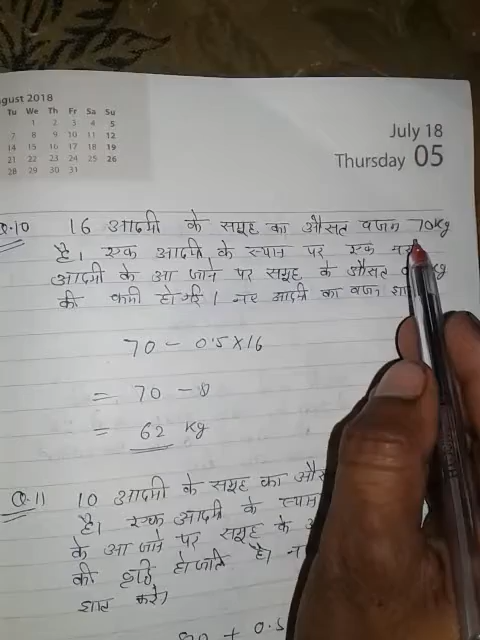 gust 2018
Tu We Th Fr Sa Su
1 2 3 4 5
7 8 9 10 11 12
14 15 16 17 18 19
21 22 23 24 25 26
28 29 30 31
July 18
Thursday 05
Q.10 16 आदमी के समूह का औसत वजन 70Kg
है। एक आदमी के स्थान पर एक
आदमी के आ जाने पर समूह के औसत Kg
की कमी हो गई। नए आदमी का वजन
70 - 0.5×16
= 70 - 8
= 62 Kg
Q.11 10 आदमी के समूह का
है। एक आदमी के स्थान
के आ जाने पर समूह के
की वृद्धि हो जाती है।
ज्ञात करें।
80 + 0.5